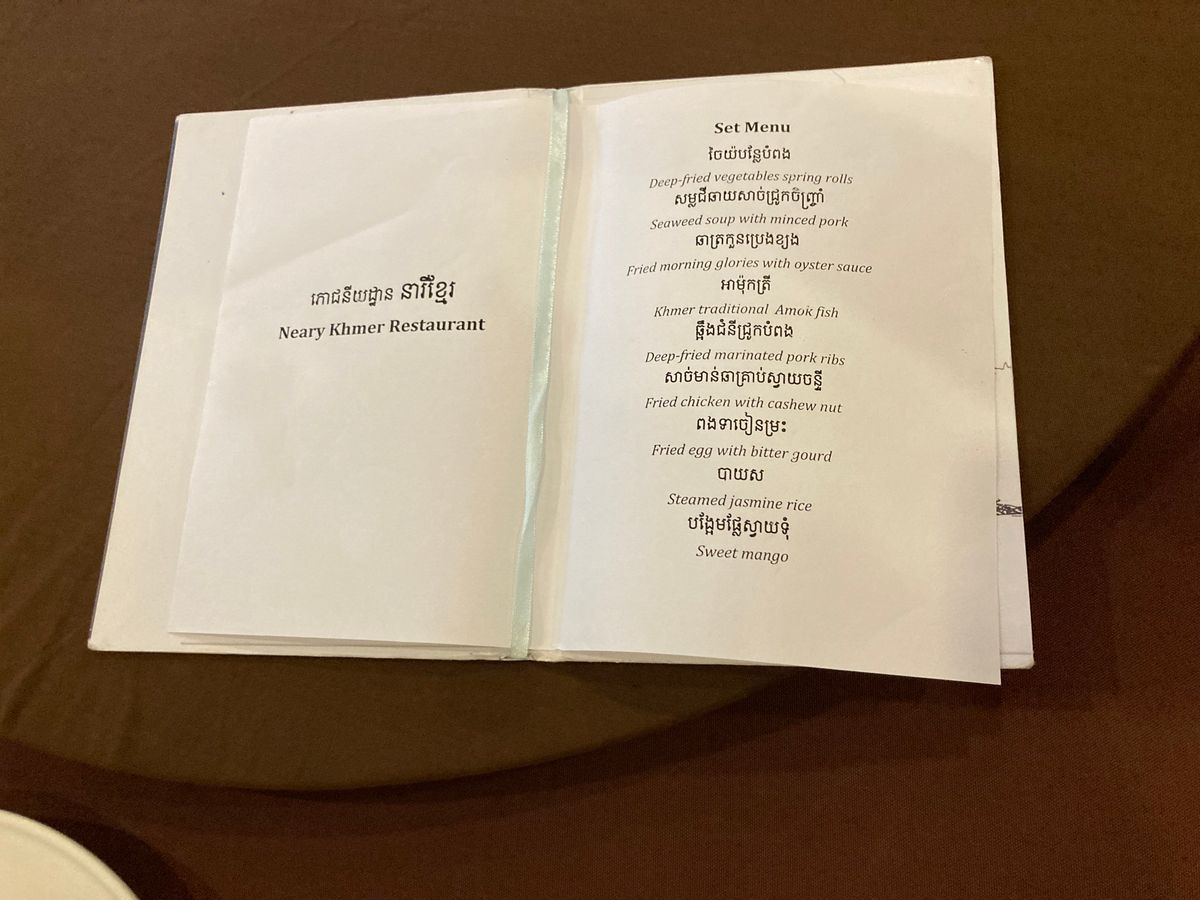 ភោជនីយដ្ឋាន នារីខ្មែរ
Neary Khmer Restaurant
Set Menu
ចៃយ៉បន្លែបំពង
Deep-fried vegetables spring rolls
សម្លជីឆាយសាច់ជ្រូកចិញ្ច្រាំ
Seaweed soup with minced pork
ឆាត្រកួនប្រេងខ្យង
Fried morning glories with oyster sauce
អាម៉ុកត្រី
Khmer traditional Amok fish
ឆ្អឹងជំនីជ្រូកបំពង
Deep-fried marinated pork ribs
សាច់មាន់ឆាគ្រាប់ស្វាយចន្ទី
Fried chicken with cashew nut
ពងទាចៀនម្រះ
Fried egg with bitter gourd
បាយស
Steamed jasmine rice
បង្អែមផ្លែស្វាយទុំ
Sweet mango